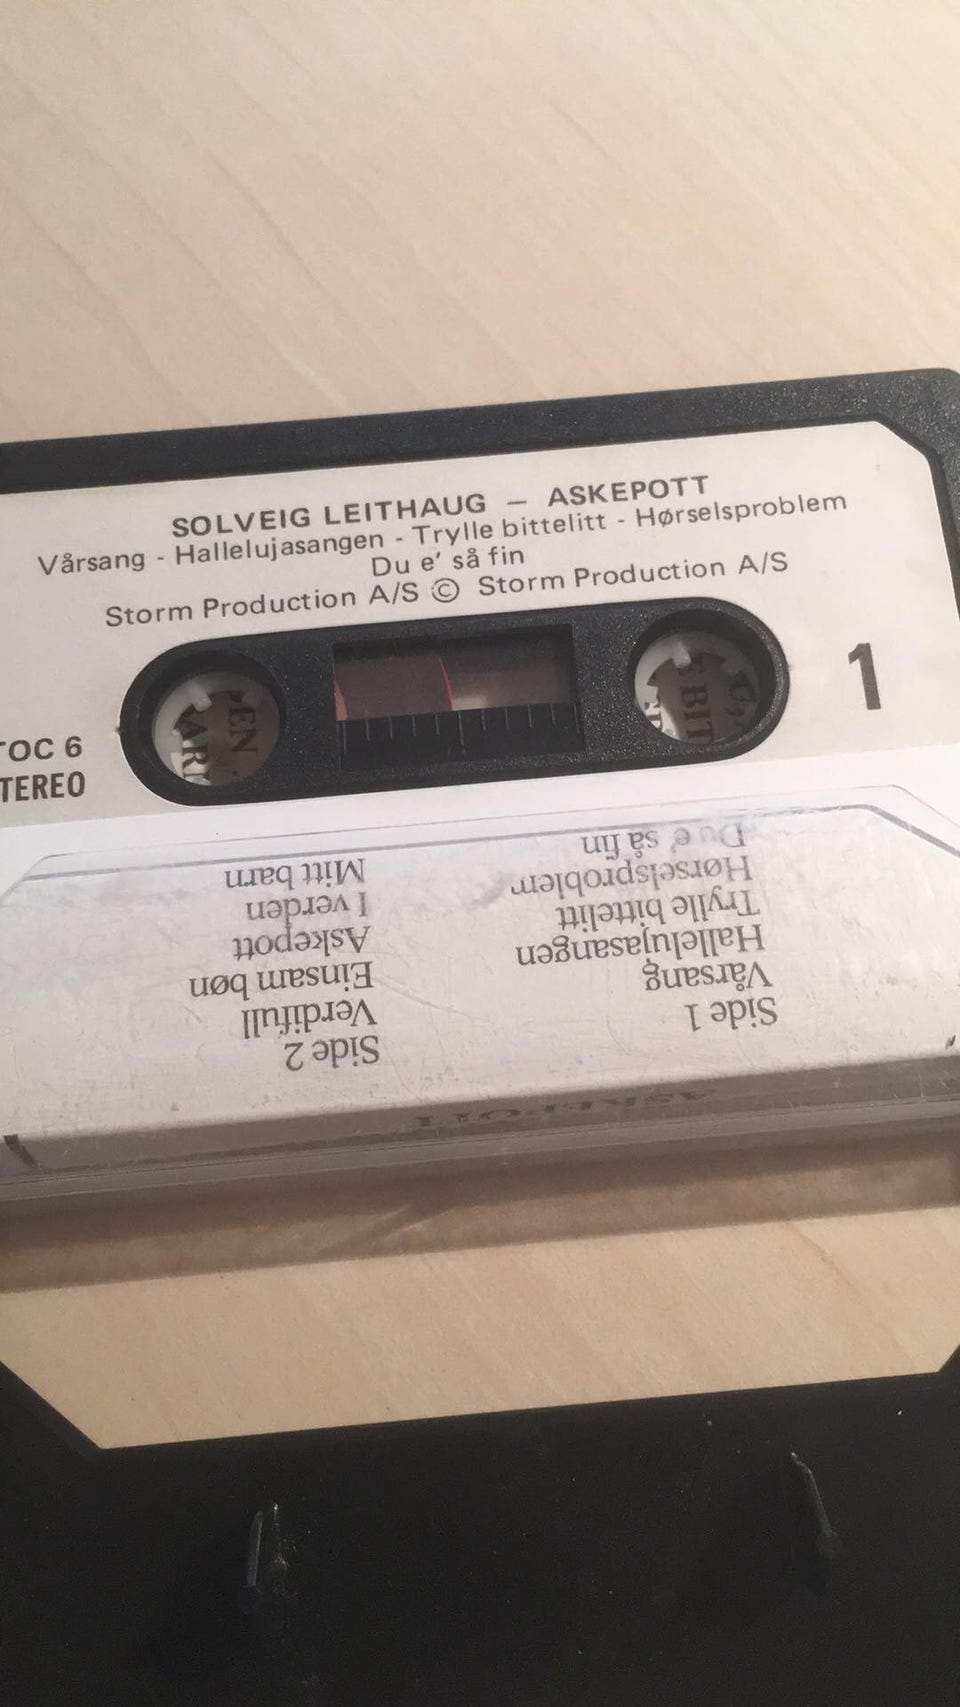 SOLVEIG LEITHAUG — ASKEPOTT
Vårsang - Hallelujasangen - Trylle bittelitt - Hørselsproblem
Du e' så fin
Storm Production A/S © Storm Production A/S
1
TOC 6
STEREO
Side 1
Vårsang
Hallelujasangen
Trylle bittelitt
Hørselsproblem
Du e' så fin
Side 2
Verdifull
Einsam bøn
Askepott
I verden
Mitt barn
ASKEPOTT